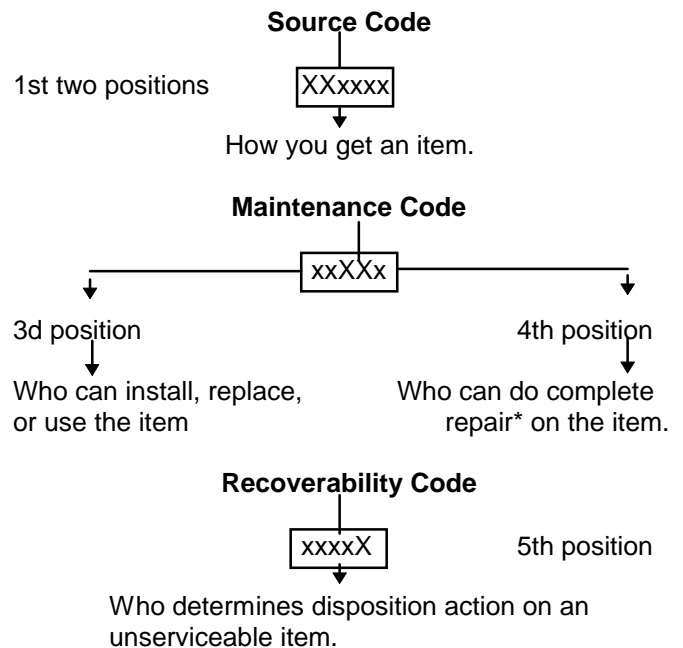 Source Code
1st two positions XXxxxx
How you get an item.
Maintenance Code
xxXXx
3d position 4th position
Who can install, replace, Who can do complete
or use the item repair* on the item.
Recoverability Code
xxxxX 5th position
Who determines disposition action on an
unserviceable item.